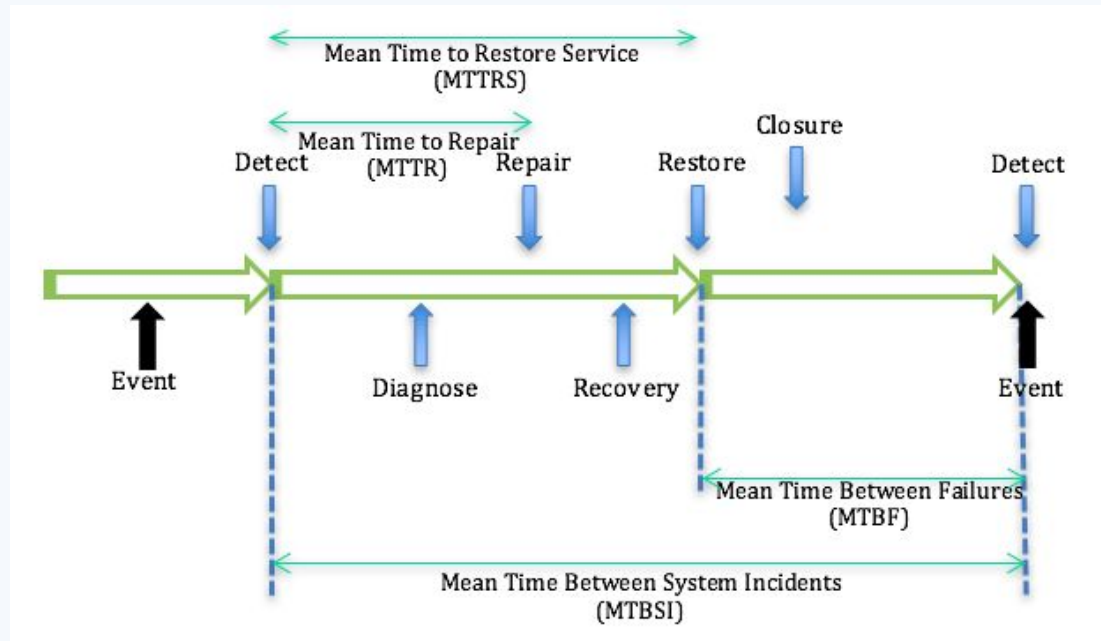 Mean Time to Restore Service
(MTTRS)
Closure
Mean Time to Repair
(MTTR)
Detect
Repair
Restore
Detect
Event
Diagnose
Recovery
Event
Mean Time Between Failures
(MTBF)
Mean Time Between System Incidents
(MTBSI)